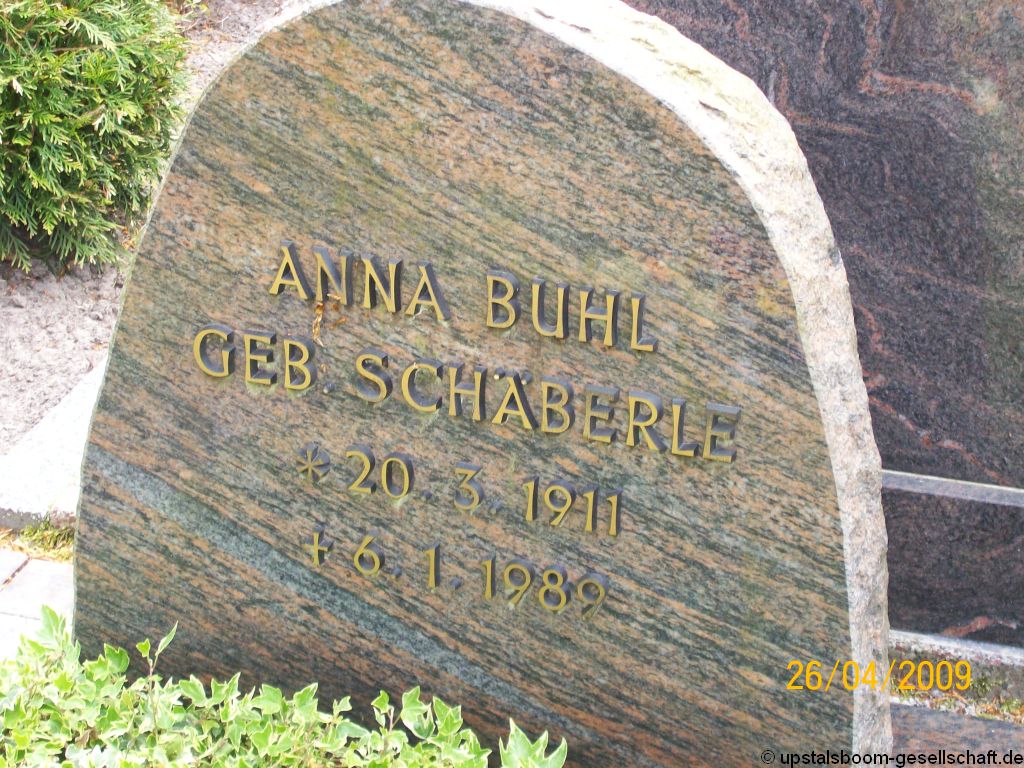 ANNA BUHL
GEB. SCHÄBERLE
* 20. 3. 1911
+ 6. 1. 1989
26/04/2009
© upstalsboom-gesellschaft.de